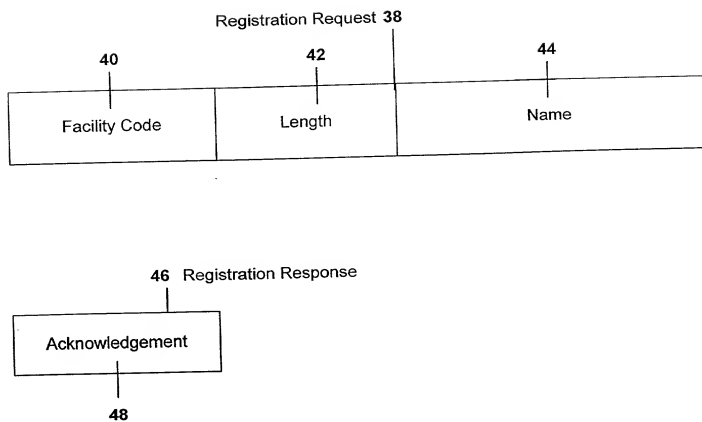 Registration Request 38
40 42 44
Facility Code Length Name
46 Registration Response
Acknowledgement
48